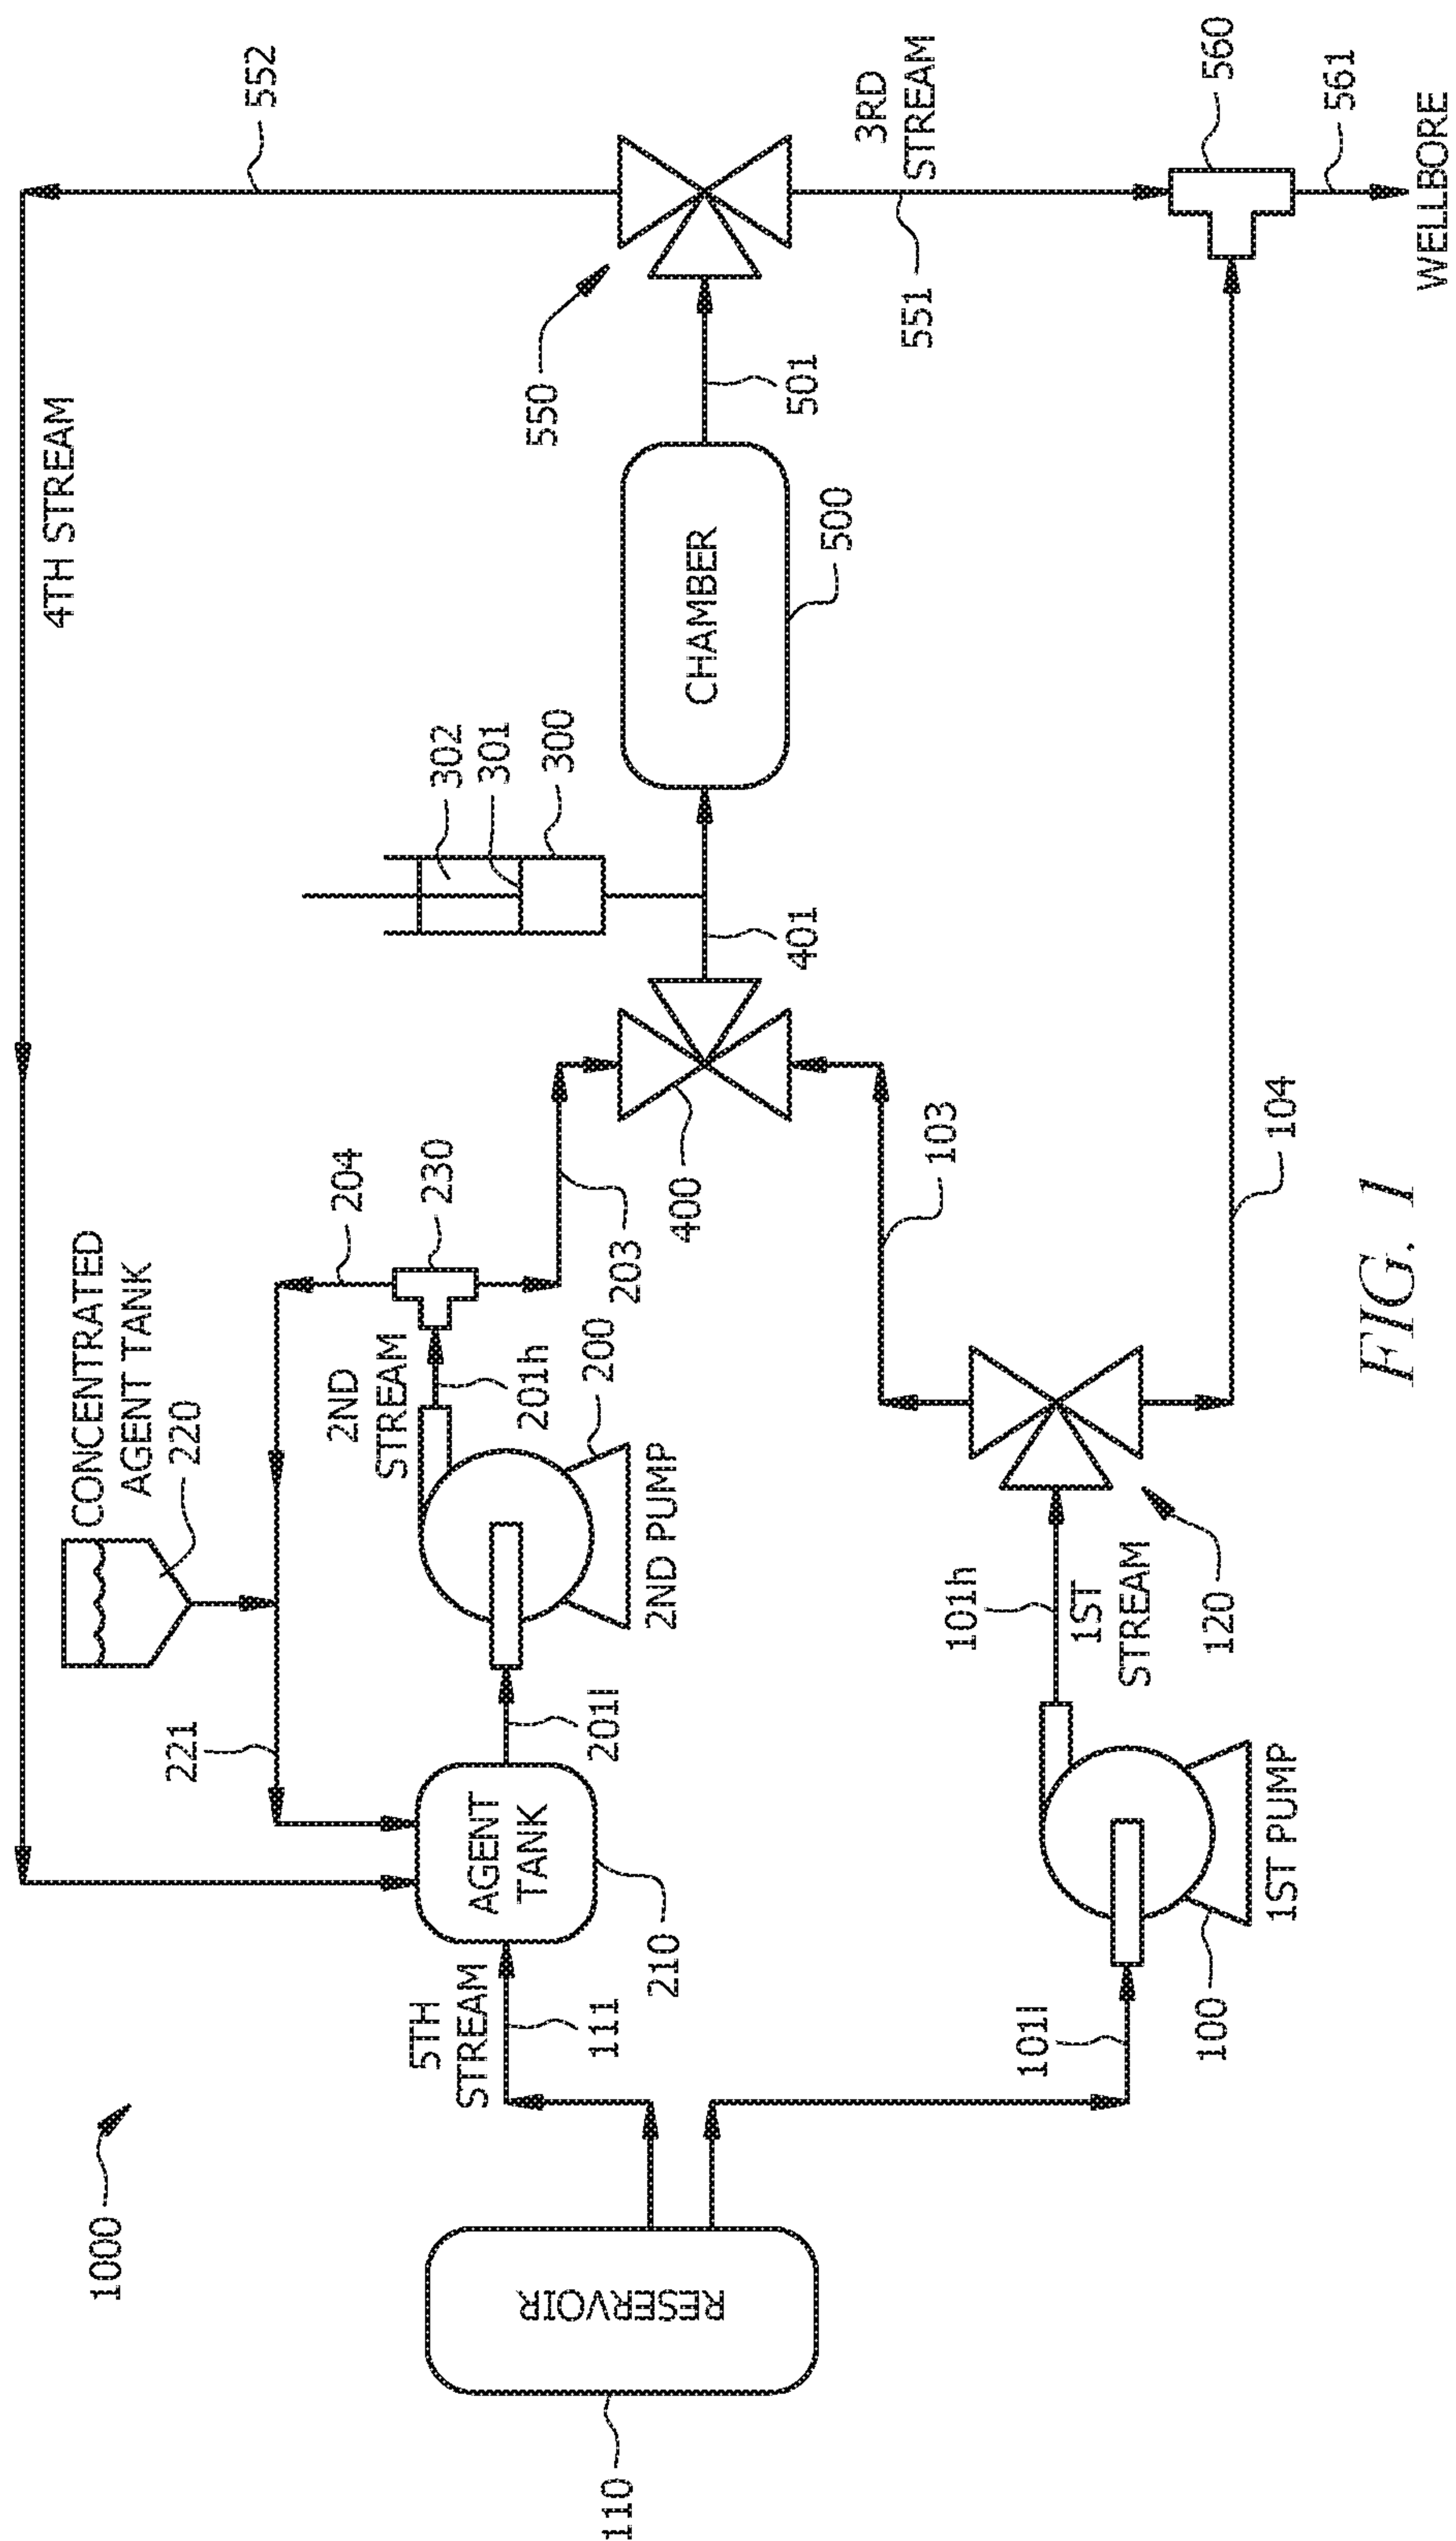 1000
110
RESERVOIR
5TH
STREAM
111
AGENT
TANK
210
201l
221
CONCENTRATED
AGENT TANK
220
2ND PUMP
200
2ND
STREAM
201h
204
230
203
400
401
302
301
300
CHAMBER
500
501
4TH STREAM
552
550
3RD
STREAM
551
560
561
WELLBORE
101l
100
1ST PUMP
101h
1ST
STREAM
120
103
104
FIG. 1